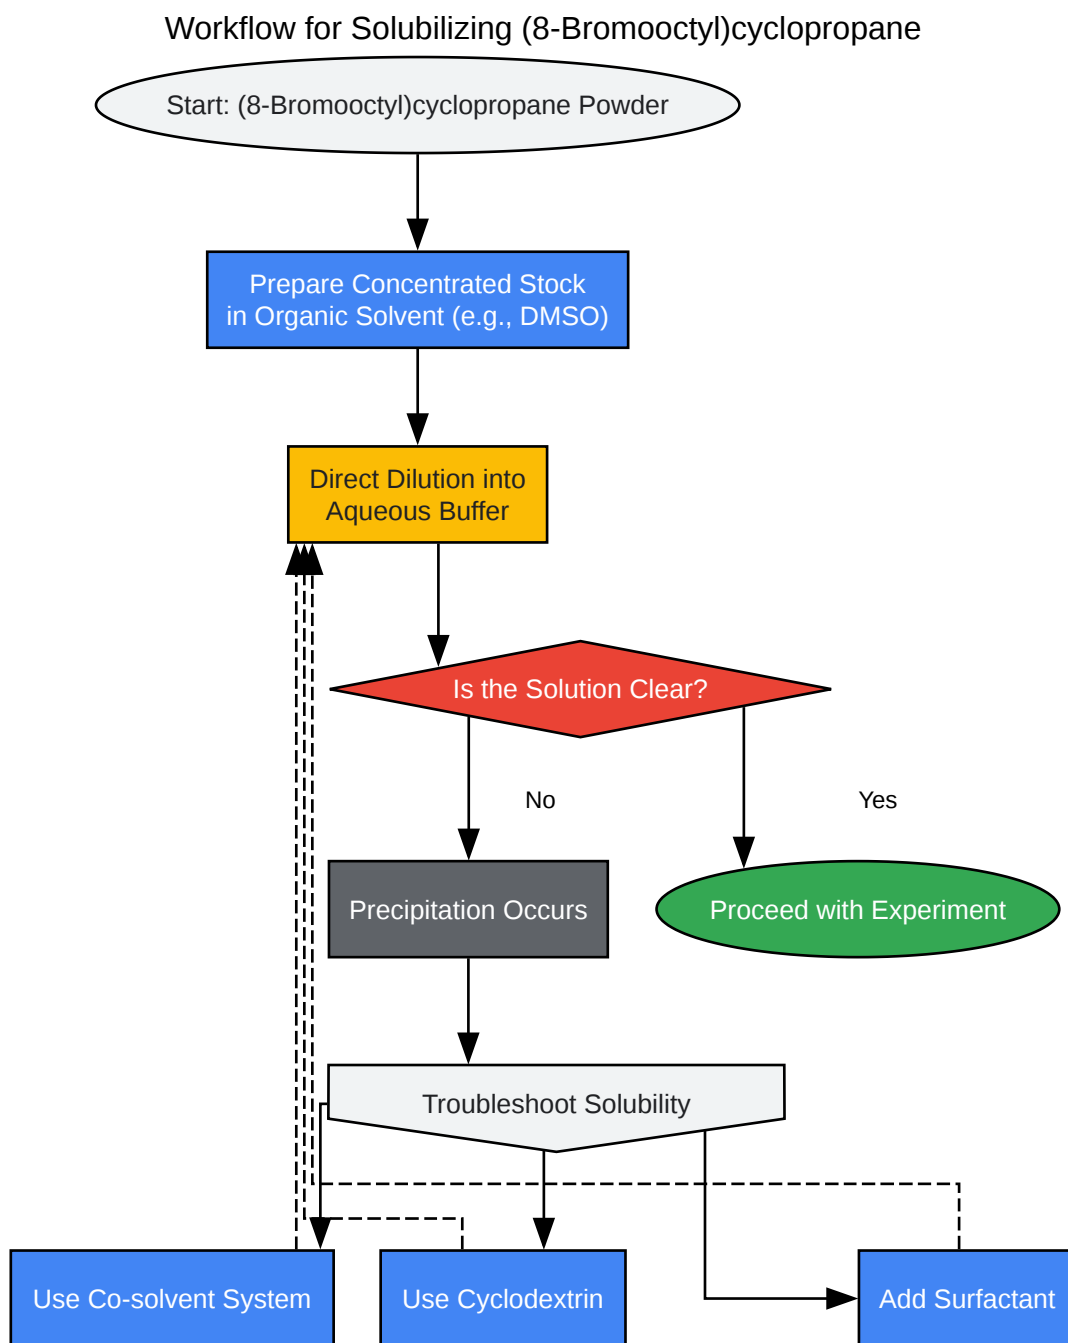 Workflow for Solubilizing (8-Bromooctyl)cyclopropane
Start: (8-Bromooctyl)cyclopropane Powder
Prepare Concentrated Stock
in Organic Solvent (e.g., DMSO)
Direct Dilution into
Aqueous Buffer
Is the Solution Clear?
No
Yes
Precipitation Occurs
Proceed with Experiment
Troubleshoot Solubility
Use Co-solvent System
Use Cyclodextrin
Add Surfactant